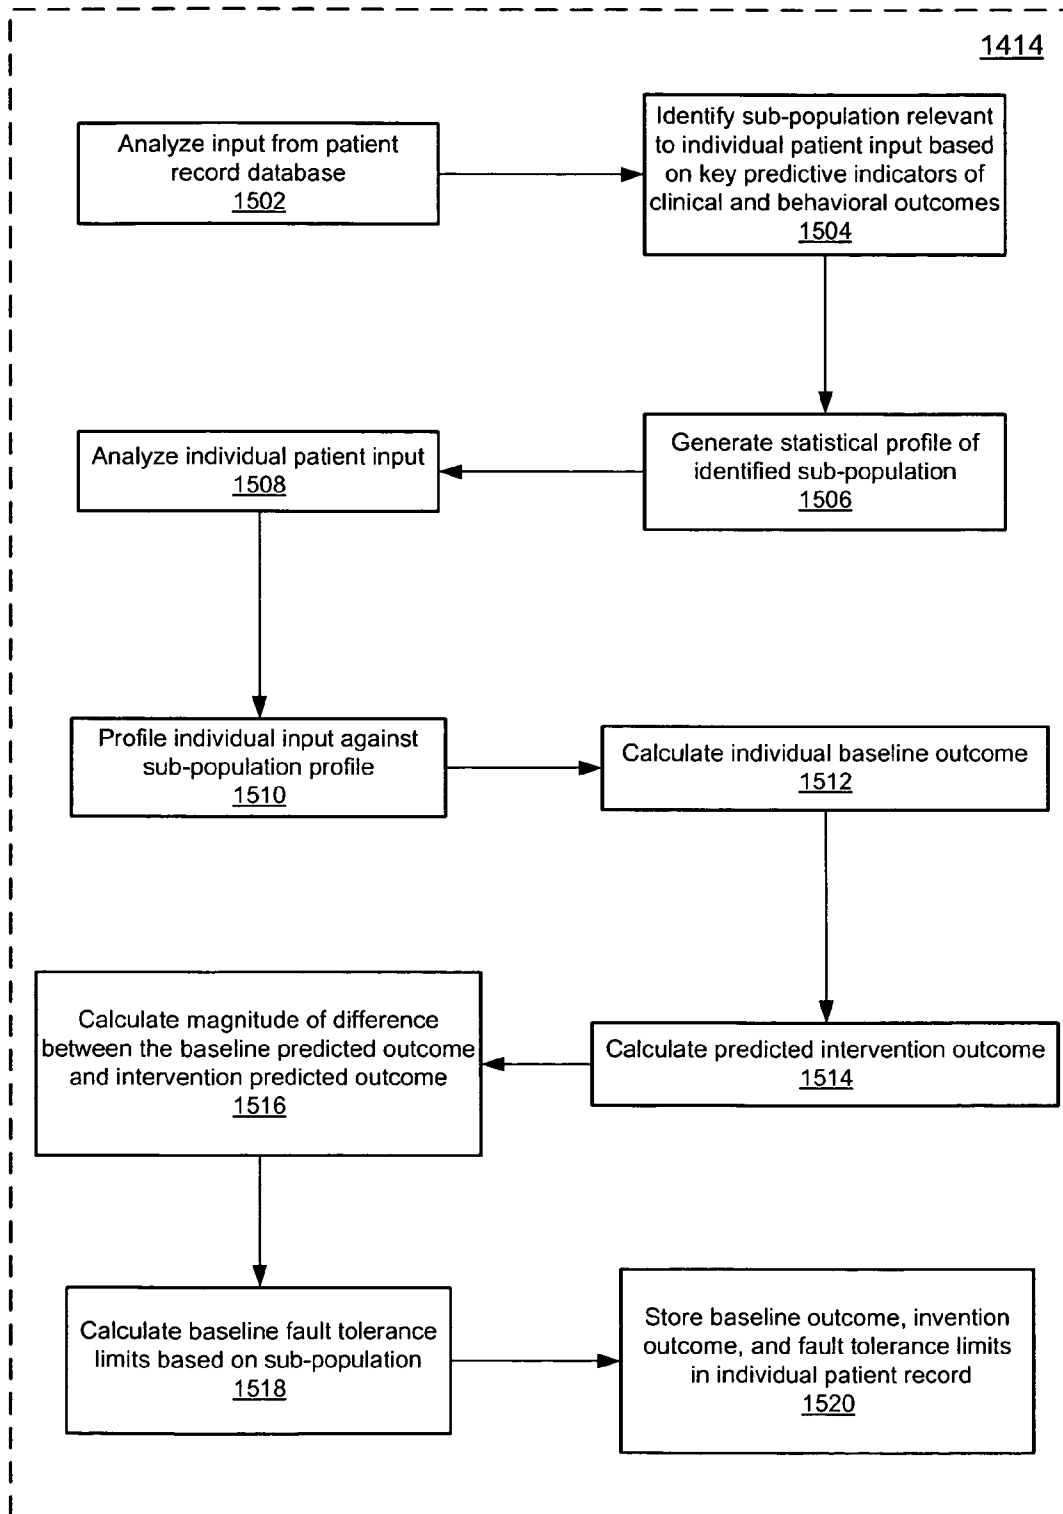 1414
Analyze input from patient
record database
1502
Identify sub-population relevant
to individual patient input based
on key predictive indicators of
clinical and behavioral outcomes
1504
Generate statistical profile of
identified sub-population
1506
Analyze individual patient input
1508
Profile individual input against
sub-population profile
1510
Calculate individual baseline outcome
1512
Calculate predicted intervention outcome
1514
Calculate magnitude of difference
between the baseline predicted outcome
and intervention predicted outcome
1516
Calculate baseline fault tolerance
limits based on sub-population
1518
Store baseline outcome, invention
outcome, and fault tolerance limits
in individual patient record
1520